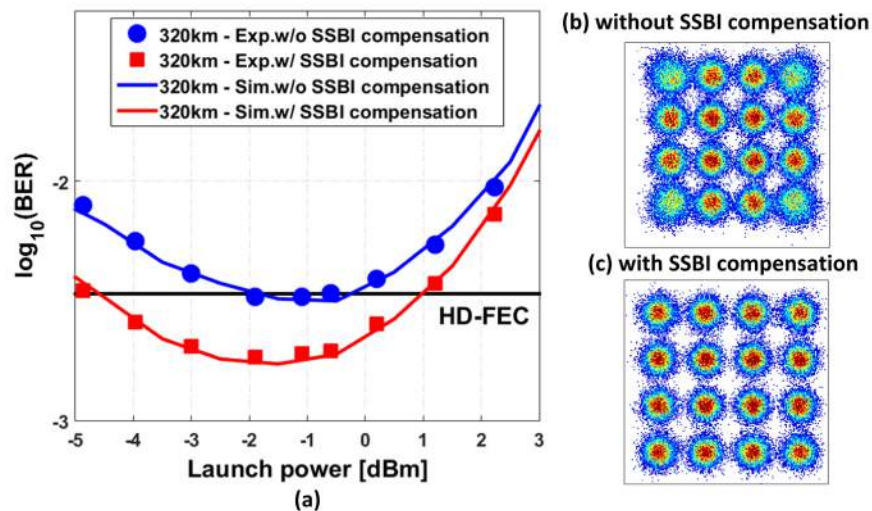 320km - Exp.w/o SSBI compensation
320km - Exp.w/ SSBI compensation
320km - Sim.w/o SSBI compensation
320km - Sim.w/ SSBI compensation
log10(BER)
-2
-3
HD-FEC
-5 -4 -3 -2 -1 0 1 2 3
Launch power [dBm]
(a)
(b) without SSBI compensation
(c) with SSBI compensation